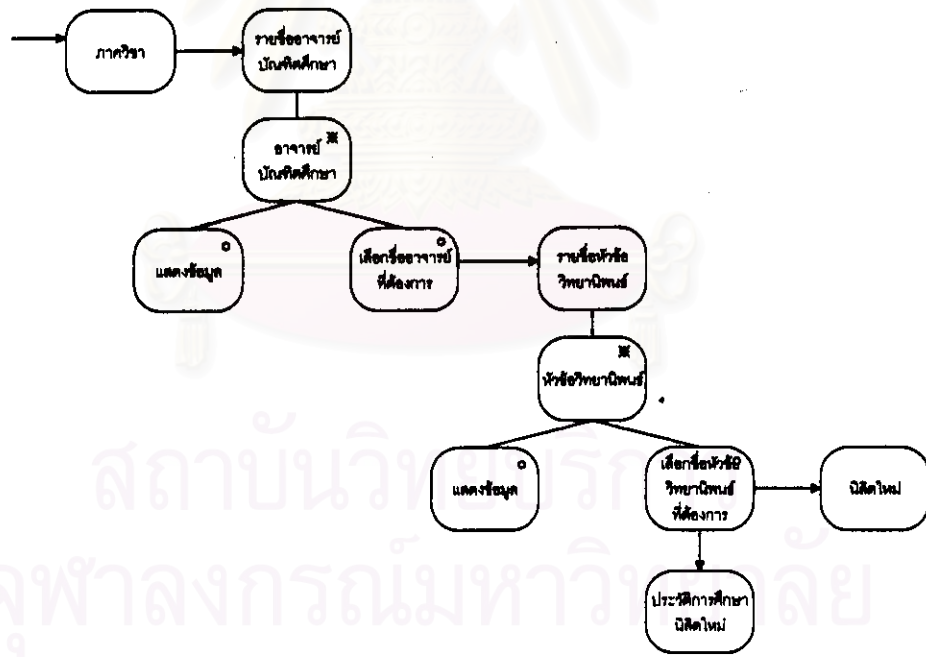 ภาควิชา
รายชื่ออาจารย์
บัณฑิตศึกษา
อาจารย์
บัณฑิตศึกษา
แสดงข้อมูล
เลือกชื่ออาจารย์
ที่ต้องการ
รายชื่อหัวข้อ
วิทยานิพนธ์
หัวข้อวิทยานิพนธ์
แสดงข้อมูล
เลือกชื่อหัวข้อ
วิทยานิพนธ์
ที่ต้องการ
นิสิตใหม่
ประวัติการศึกษา
นิสิตใหม่
สถาบันวิทยบริการ
จุฬาลงกรณ์มหาวิทยาลัย